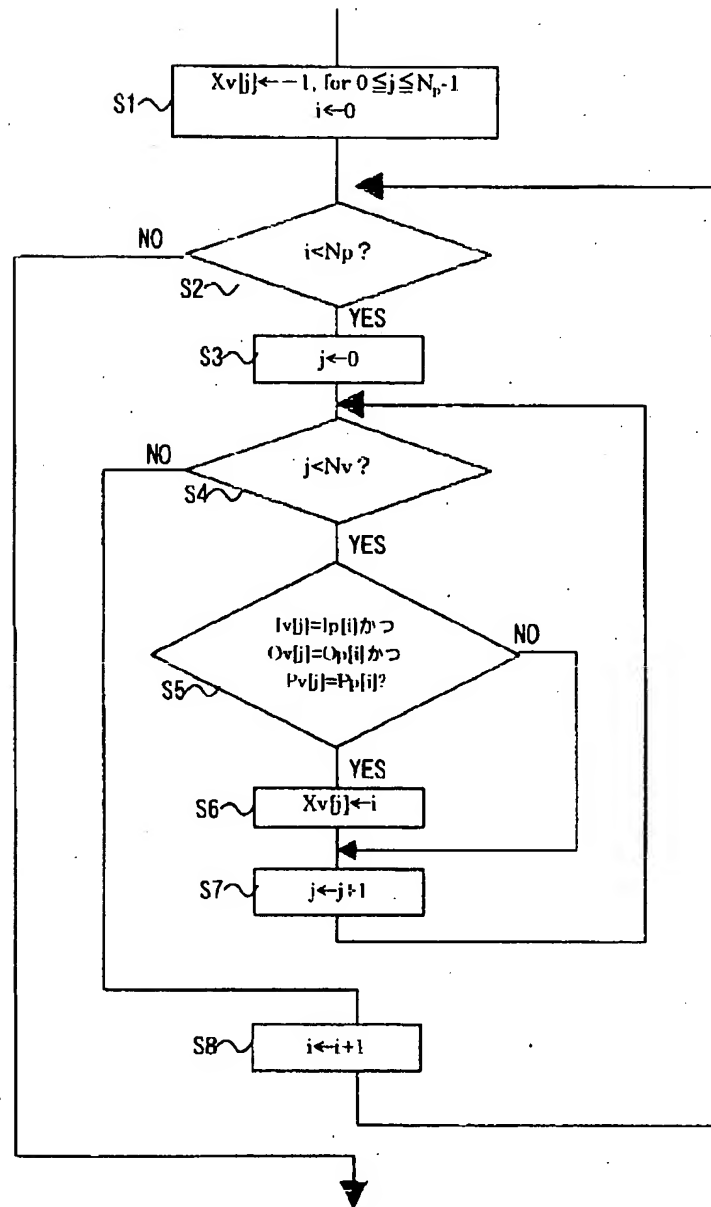 S1
Xv[j]←-1, for 0≦j≦Np-1
i←0
NO
i<Np?
S2
YES
S3
j←0
NO
j<Nv?
S4
YES
Iv[j]=Ip[i]かつ
Ov[j]=Op[i]かつ
Pv[j]=Pp[i]?
NO
S5
YES
S6
Xv[j]←i
S7
j←j+1
S8
i←i+1